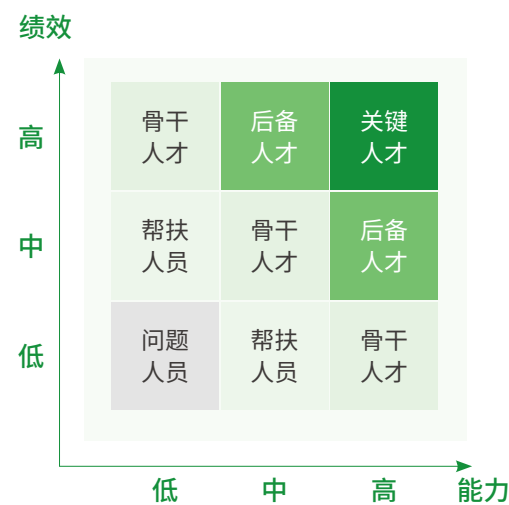 绩效
高
骨干
人才
后备
人才
关键
人才
中
帮扶
人员
骨干
人才
后备
人才
低
问题
人员
帮扶
人员
骨干
人才
低
中
高
能力